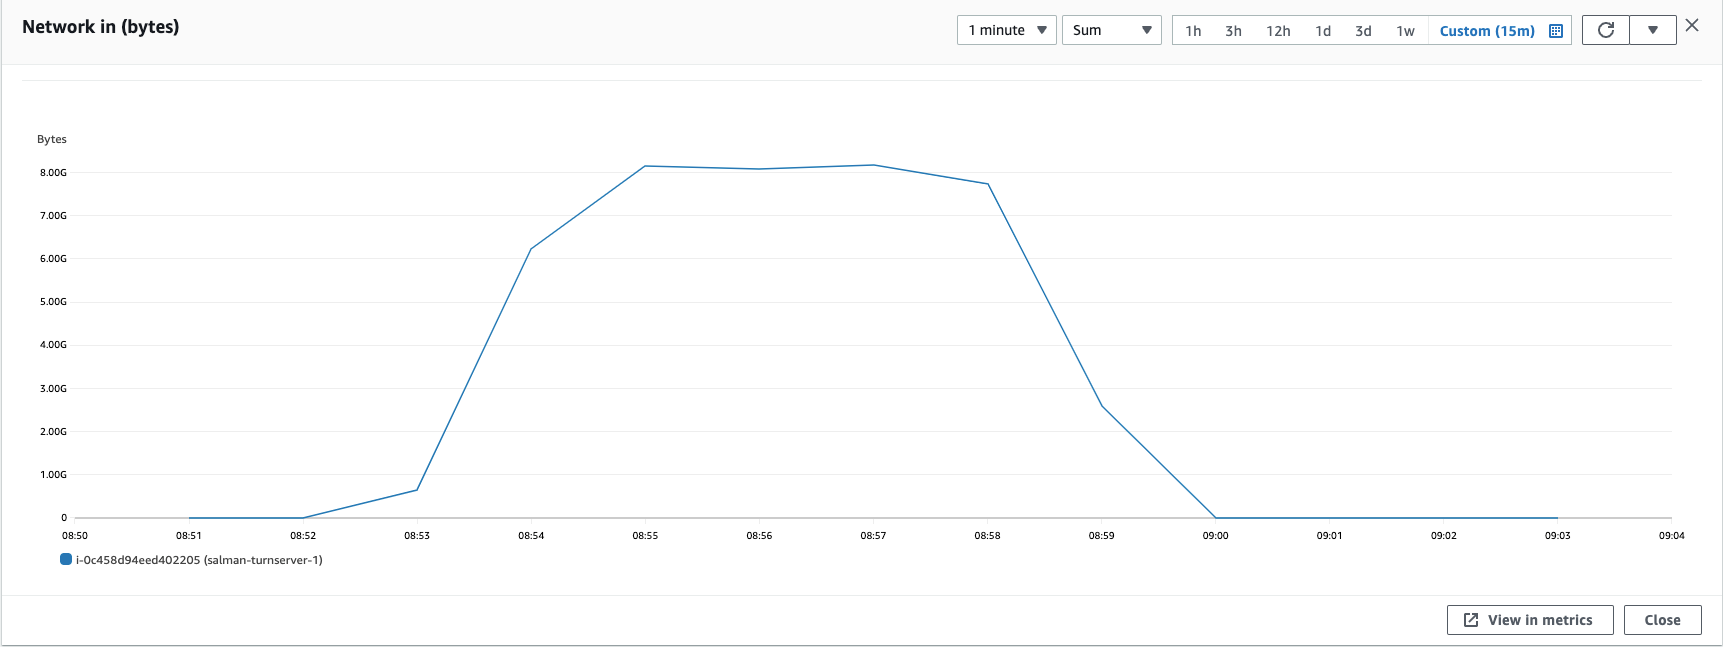 Network in (bytes)
1 minute
Sum
1h 3h 12h 1d 3d 1w Custom (15m)
Bytes
8.00G
7.00G
6.00G
5.00G
4.00G
3.00G
2.00G
1.00G
0
08:50 08:51 08:52 08:53 08:54 08:55 08:56 08:57 08:58 08:59 09:00 09:01 09:02 09:03 09:04
i-0c458d94eed402205 (salman-turnserver-1)
View in metrics
Close